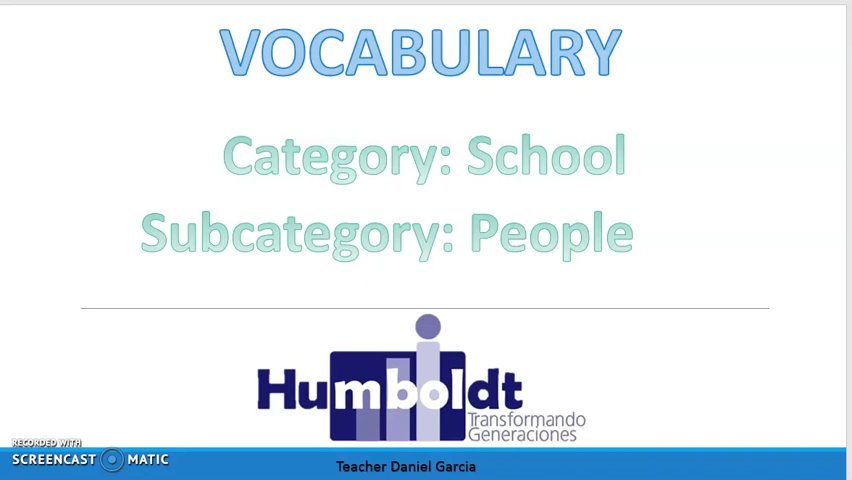 VOCABULARY
Category: School
Subcategory: People
Humboldt
Transformando
Generaciones
RECORDED WITH
SCREENCAST MATIC
Teacher Daniel Garcia